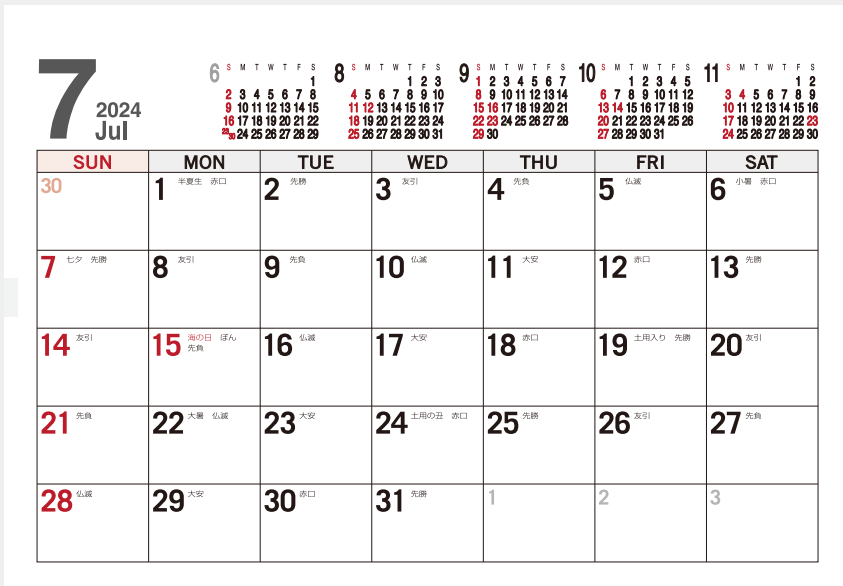 7
2024
Jul
6
S M T W T F S
1
2 3 4 5 6 7 8
9 10 11 12 13 14 15
16 17 18 19 20 21 22
23 30 24 25 26 27 28 29
8
S M T W T F S
1 2 3
4 5 6 7 8 9 10
11 12 13 14 15 16 17
18 19 20 21 22 23 24
25 26 27 28 29 30 31
9
S M T W T F S
1 2 3 4 5 6 7
8 9 10 11 12 13 14
15 16 17 18 19 20 21
22 23 24 25 26 27 28
29 30
10
S M T W T F S
1 2 3 4 5
6 7 8 9 10 11 12
13 14 15 16 17 18 19
20 21 22 23 24 25 26
27 28 29 30 31
11
S M T W T F S
1 2
3 4 5 6 7 8 9
10 11 12 13 14 15 16
17 18 19 20 21 22 23
24 25 26 27 28 29 30
SUN MON TUE WED THU FRI SAT
30 1 半夏生 赤口 2 先勝 3 友引 4 先負 5 仏滅 6 小暑 赤口
7 七夕 先勝 8 友引 9 先負 10 仏滅 11 大安 12 赤口 13 先勝
14 友引 15 海の日 ぼん 16 仏滅 17 大安 18 赤口 19 土用入り 先勝 20 友引
先負
21 先負 22 大暑 仏滅 23 大安 24 土用の丑 赤口 25 先勝 26 友引 27 先負
28 仏滅 29 大安 30 赤口 31 先勝 1 2 3